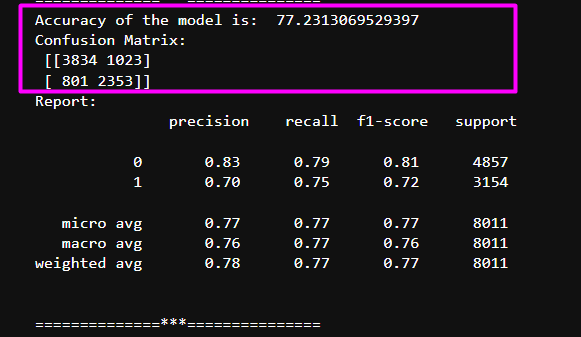 Accuracy of the model is:  77.2313069529397
Confusion Matrix:
[[3834 1023]
[ 801 2353]]
Report:
precision    recall  f1-score   support
0       0.83      0.79      0.81      4857
1       0.70      0.75      0.72      3154
micro avg       0.77      0.77      0.77      8011
macro avg       0.76      0.77      0.76      8011
weighted avg       0.78      0.77      0.77      8011
==============***===============